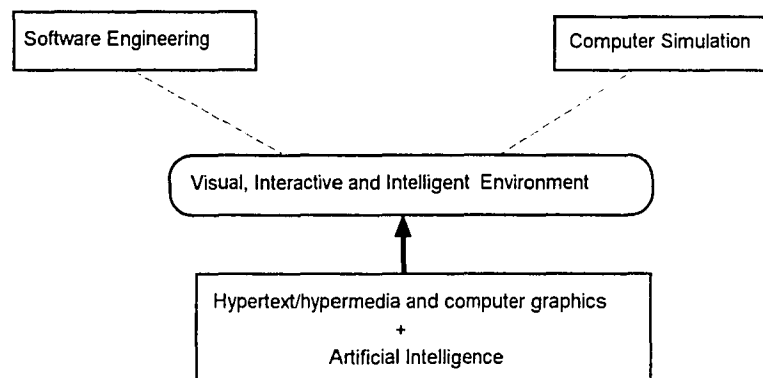 Software Engineering
Computer Simulation
Visual, Interactive and Intelligent Environment
Hypertext/hypermedia and computer graphics
+
Artificial Intelligence